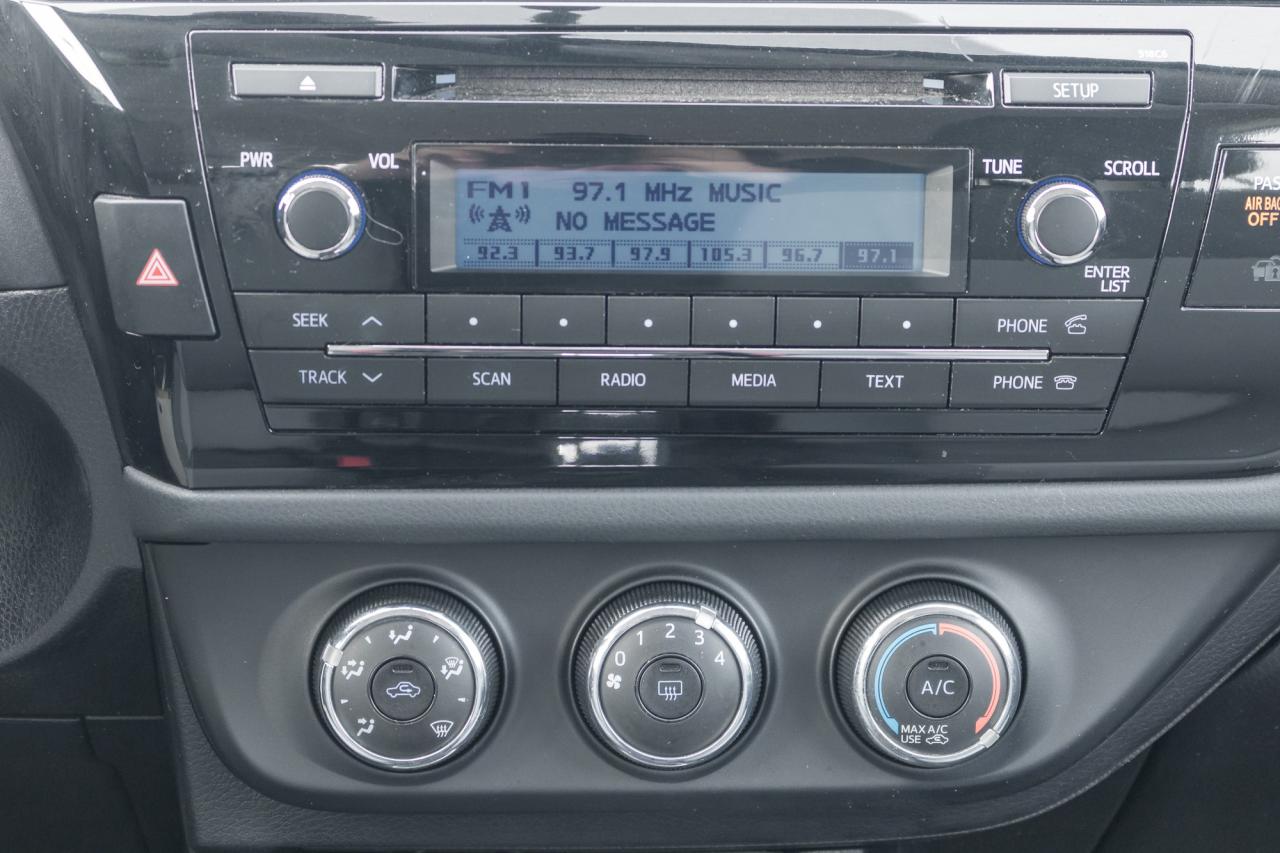 518C6
SETUP
PWR
VOL
TUNE
SCROLL
FM1 97.1 MHz MUSIC
NO MESSAGE
92.3 93.7 97.9 105.3 96.7 97.1
ENTER
LIST
AIR BAG
OFF
SEEK
PHONE
TRACK
SCAN
RADIO
MEDIA
TEXT
PHONE
0 1 2 3 4
A/C
MAX A/C
USE